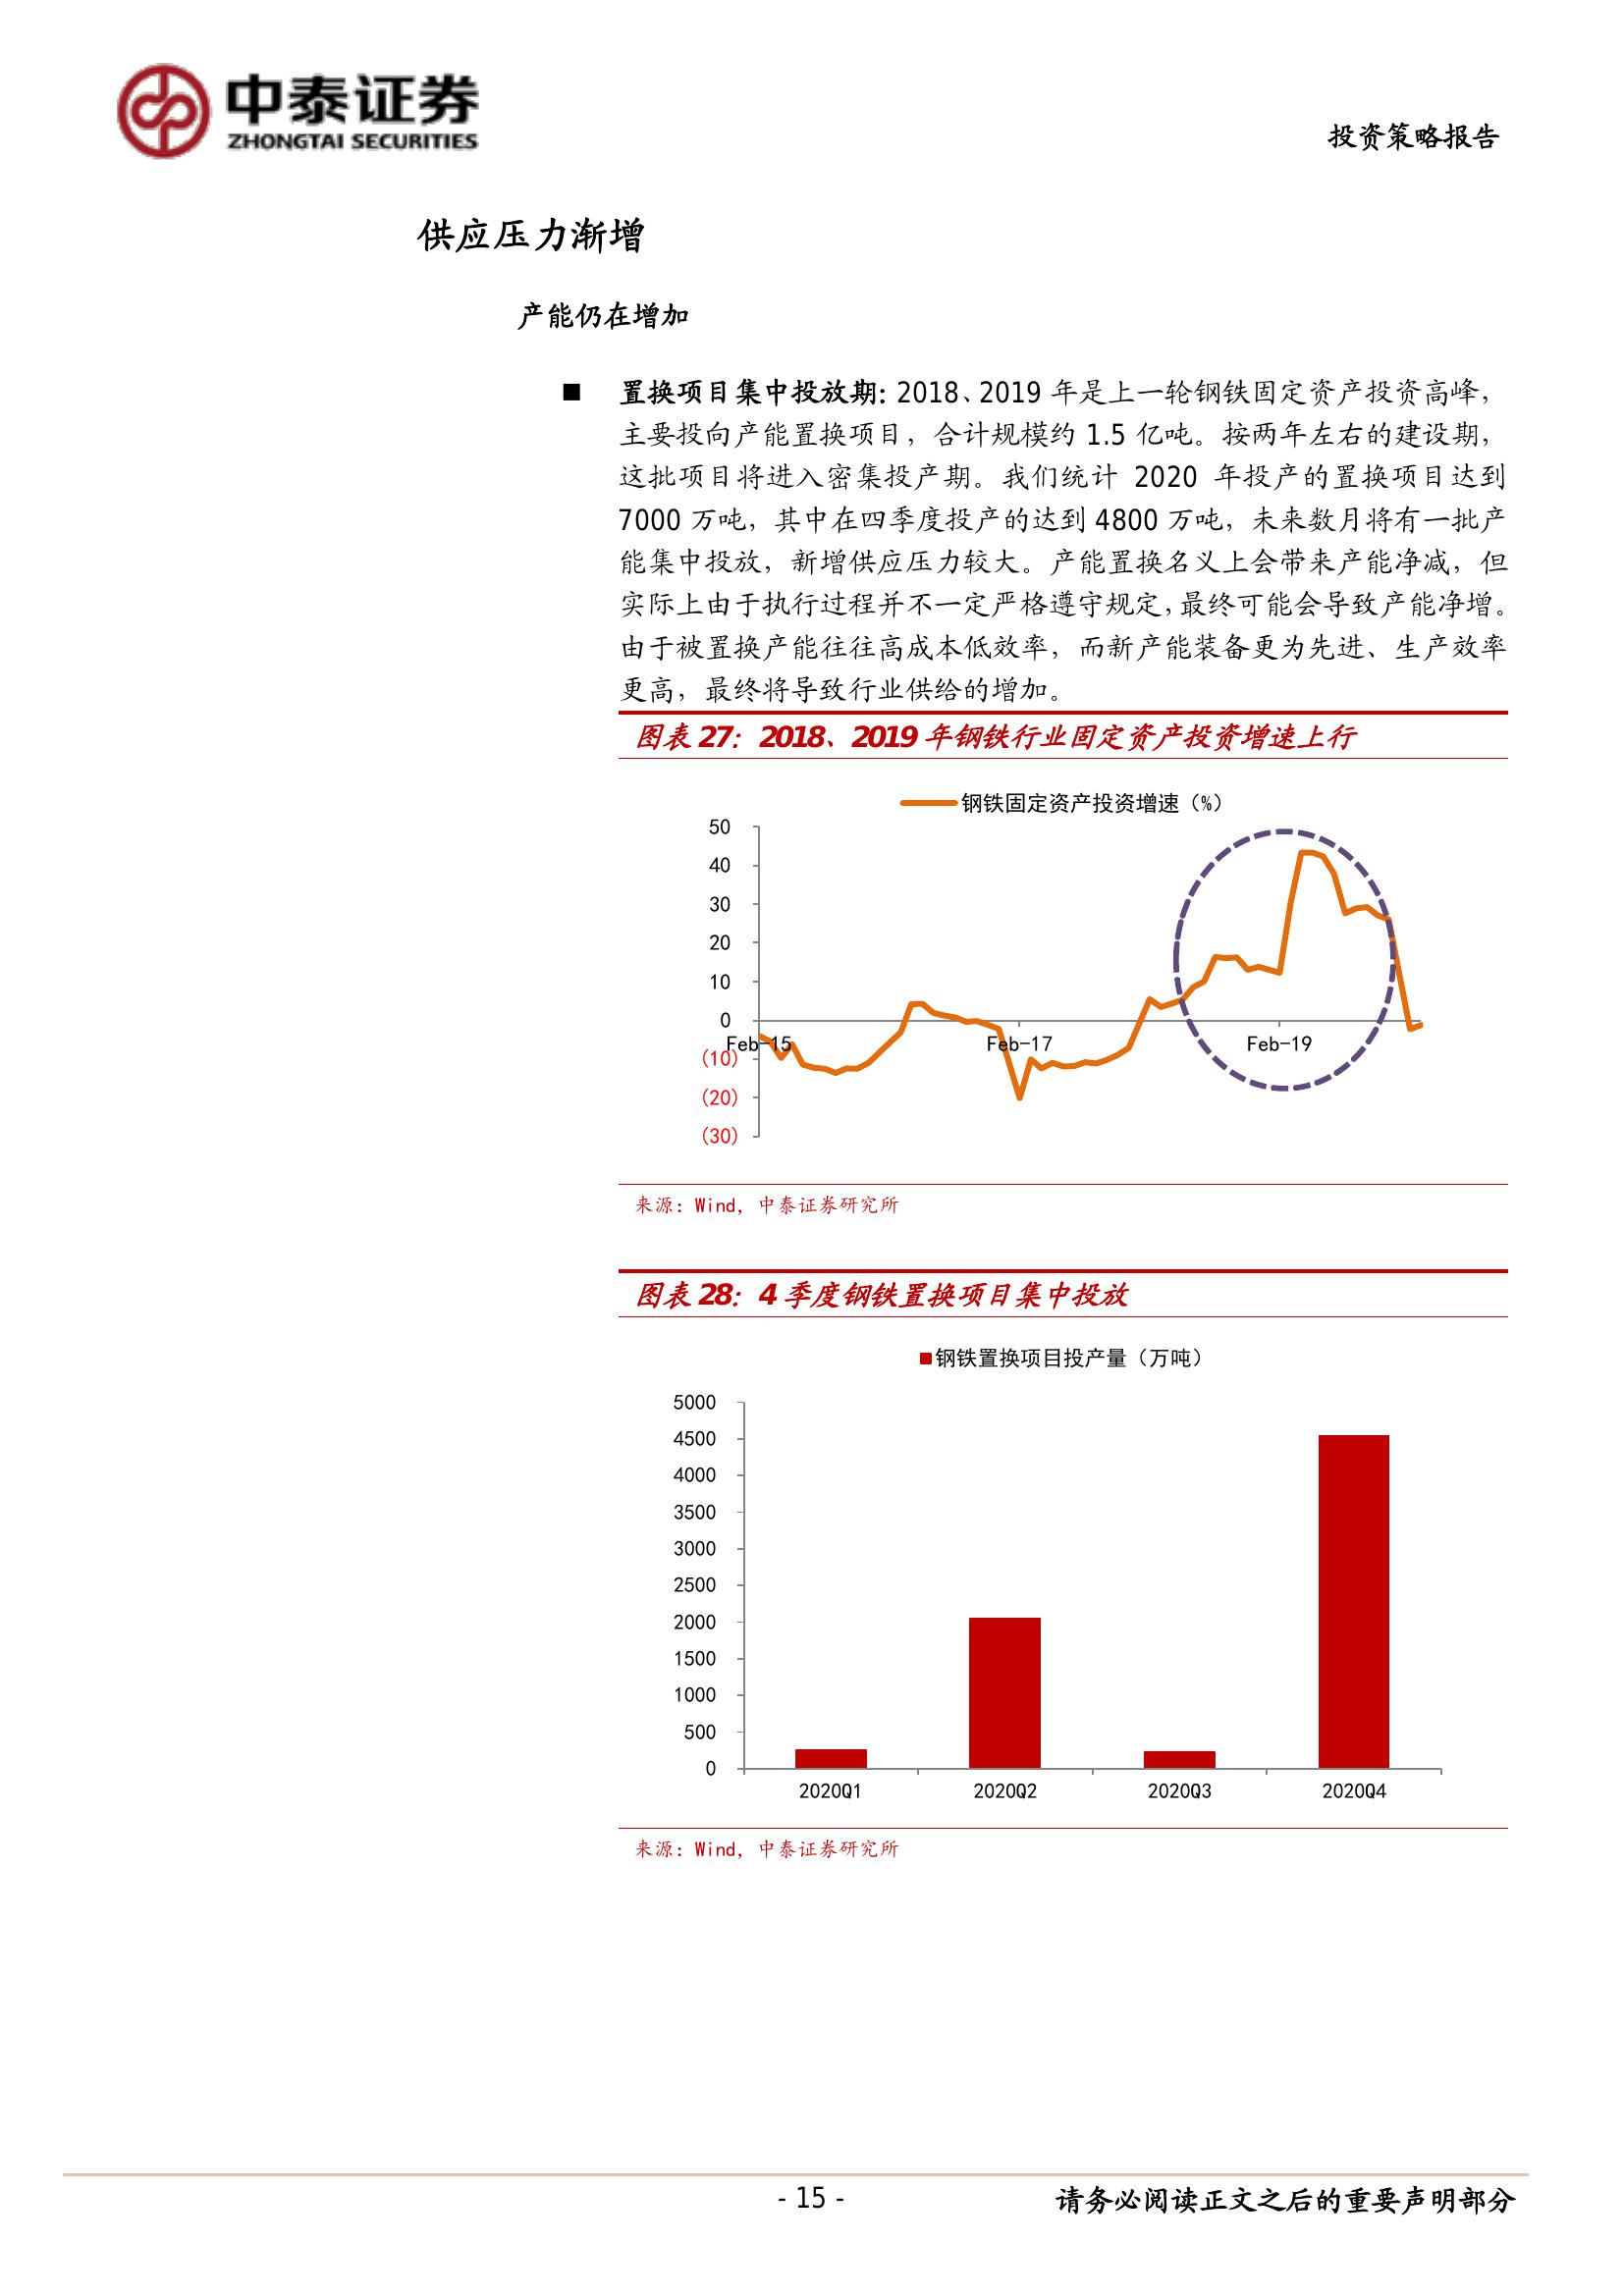 中泰证券
ZHONGTAI SECURITIES
投资策略报告
供应压力渐增
产能仍在增加
■ 置换项目集中投放期：2018、2019 年是上一轮钢铁固定资产投资高峰，
主要投向产能置换项目，合计规模约 1.5 亿吨。按两年左右的建设期，
这批项目将进入密集投产期。我们统计 2020 年投产的置换项目达到
7000 万吨，其中在四季度投产的达到 4800 万吨，未来数月将有一批产
能集中投放，新增供应压力较大。产能置换名义上会带来产能净减，但
实际上由于执行过程并不一定严格遵守规定，最终可能会导致产能净增。
由于被置换产能往往高成本低效率，而新产能装备更为先进、生产效率
更高，最终将导致行业供给的增加。
图表 27：2018、2019 年钢铁行业固定资产投资增速上行
钢铁固定资产投资增速（%）
50
40
30
20
10
0
(10)
(20)
(30)
Feb-15 Feb-17 Feb-19
来源：Wind，中泰证券研究所
图表 28：4 季度钢铁置换项目集中投放
钢铁置换项目投产量（万吨）
5000
4500
4000
3500
3000
2500
2000
1500
1000
500
0
2020Q1 2020Q2 2020Q3 2020Q4
来源：Wind，中泰证券研究所
- 15 - 请务必阅读正文之后的重要声明部分